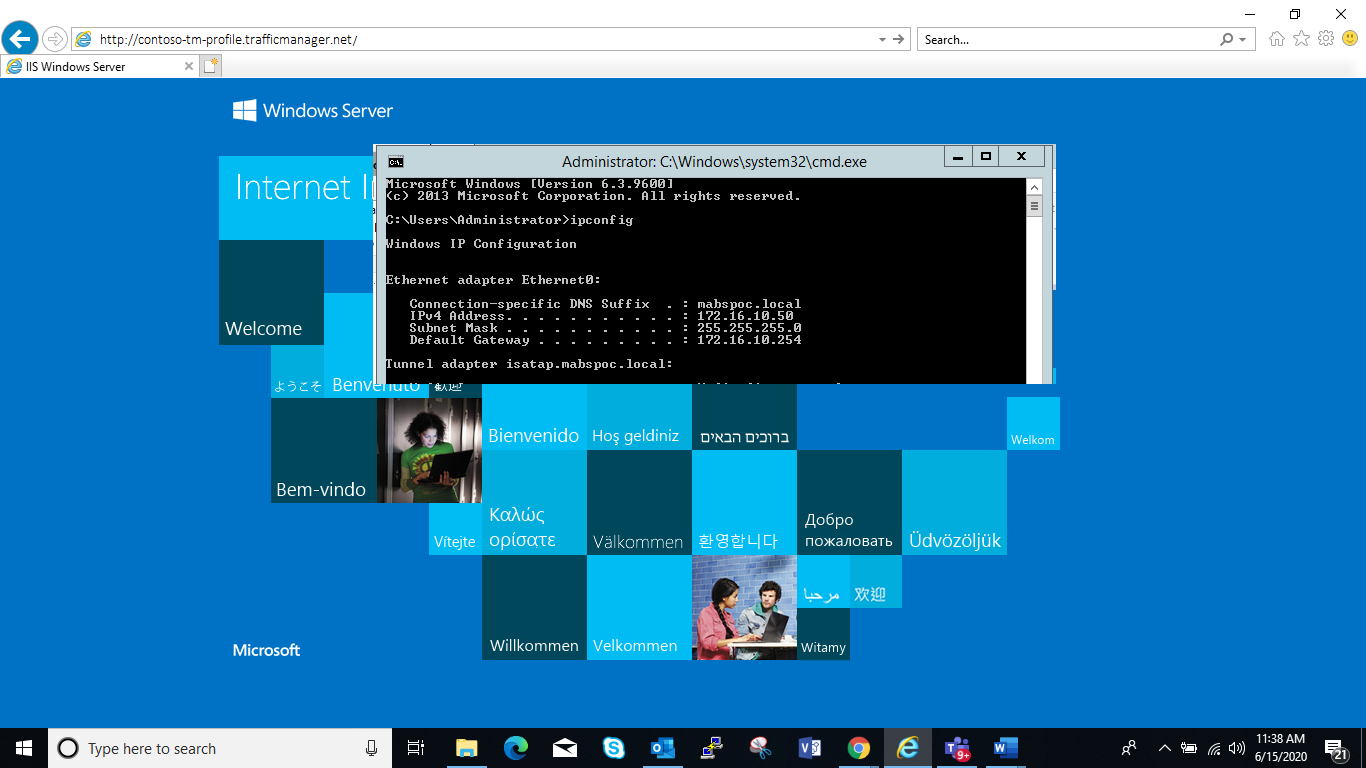 http://contoso-tm-profile.trafficmanager.net/
Search...
IIS Windows Server
Windows Server
Internet
Administrator: C:\Windows\system32\cmd.exe
Microsoft Windows [Version 6.3.9600]
(c) 2013 Microsoft Corporation. All rights reserved.
C:\Users\Administrator>ipconfig
Windows IP Configuration
Ethernet adapter Ethernet0:
Connection-specific DNS Suffix . : mabspoc.local
IPv4 Address. . . . . . . . . . . : 172.16.10.50
Subnet Mask . . . . . . . . . . . : 255.255.255.0
Default Gateway . . . . . . . . . : 172.16.10.254
Tunnel adapter isatap.mabspoc.local:
Welcome
ようこそ
Benvenuto
歡迎
Bienvenido
Hoş geldiniz
ברוכים הבאים
Welkom
Bem-vindo
Vítejte
Καλώς
ορίσατε
Välkommen
환영합니다
Добро
пожаловать
Üdvözöljük
Willkommen
Velkommen
مرحبا
欢迎
Witamy
Microsoft
Type here to search
9+
11:38 AM
6/15/2020
21